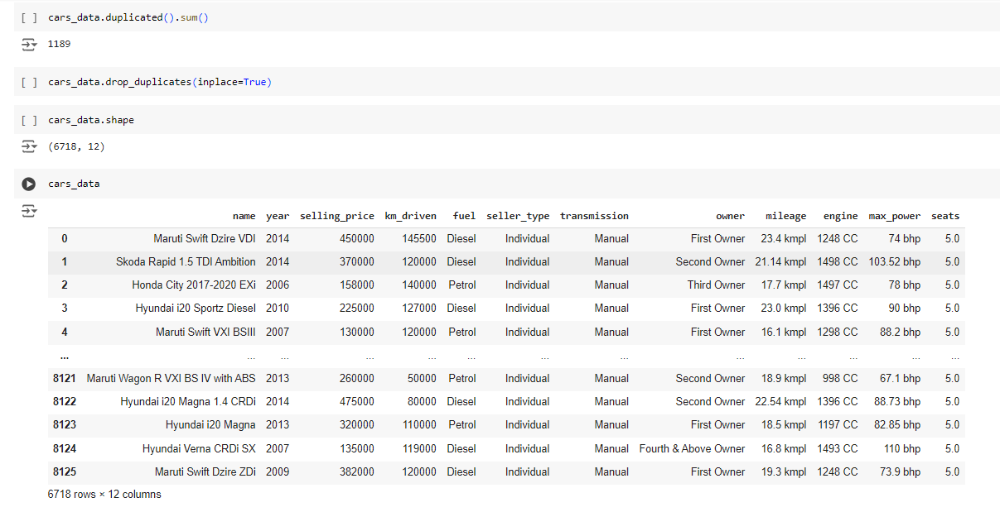 [ ] cars_data.duplicated().sum()
1189
[ ] cars_data.drop_duplicates(inplace=True)
[ ] cars_data.shape
(6718, 12)
cars_data
name year selling_price km_driven fuel seller_type transmission owner mileage engine max_power seats
0 Maruti Swift Dzire VDI 2014 450000 145500 Diesel Individual Manual First Owner 23.4 kmpl 1248 CC 74 bhp 5.0
1 Skoda Rapid 1.5 TDI Ambition 2014 370000 120000 Diesel Individual Manual Second Owner 21.14 kmpl 1498 CC 103.52 bhp 5.0
2 Honda City 2017-2020 EXi 2006 158000 140000 Petrol Individual Manual Third Owner 17.7 kmpl 1497 CC 78 bhp 5.0
3 Hyundai i20 Sportz Diesel 2010 225000 127000 Diesel Individual Manual First Owner 23.0 kmpl 1396 CC 90 bhp 5.0
4 Maruti Swift VXI BSIII 2007 130000 120000 Petrol Individual Manual First Owner 16.1 kmpl 1298 CC 88.2 bhp 5.0
... ... ... ... ... ... ... ... ... ... ... ... ...
8121 Maruti Wagon R VXI BS IV with ABS 2013 260000 50000 Petrol Individual Manual Second Owner 18.9 kmpl 998 CC 67.1 bhp 5.0
8122 Hyundai i20 Magna 1.4 CRDi 2014 475000 80000 Diesel Individual Manual Second Owner 22.54 kmpl 1396 CC 88.73 bhp 5.0
8123 Hyundai i20 Magna 2013 320000 110000 Petrol Individual Manual First Owner 18.5 kmpl 1197 CC 82.85 bhp 5.0
8124 Hyundai Verna CRDi SX 2007 135000 119000 Diesel Individual Manual Fourth & Above Owner 16.8 kmpl 1493 CC 110 bhp 5.0
8125 Maruti Swift Dzire ZDi 2009 382000 120000 Diesel Individual Manual First Owner 19.3 kmpl 1248 CC 73.9 bhp 5.0
6718 rows × 12 columns